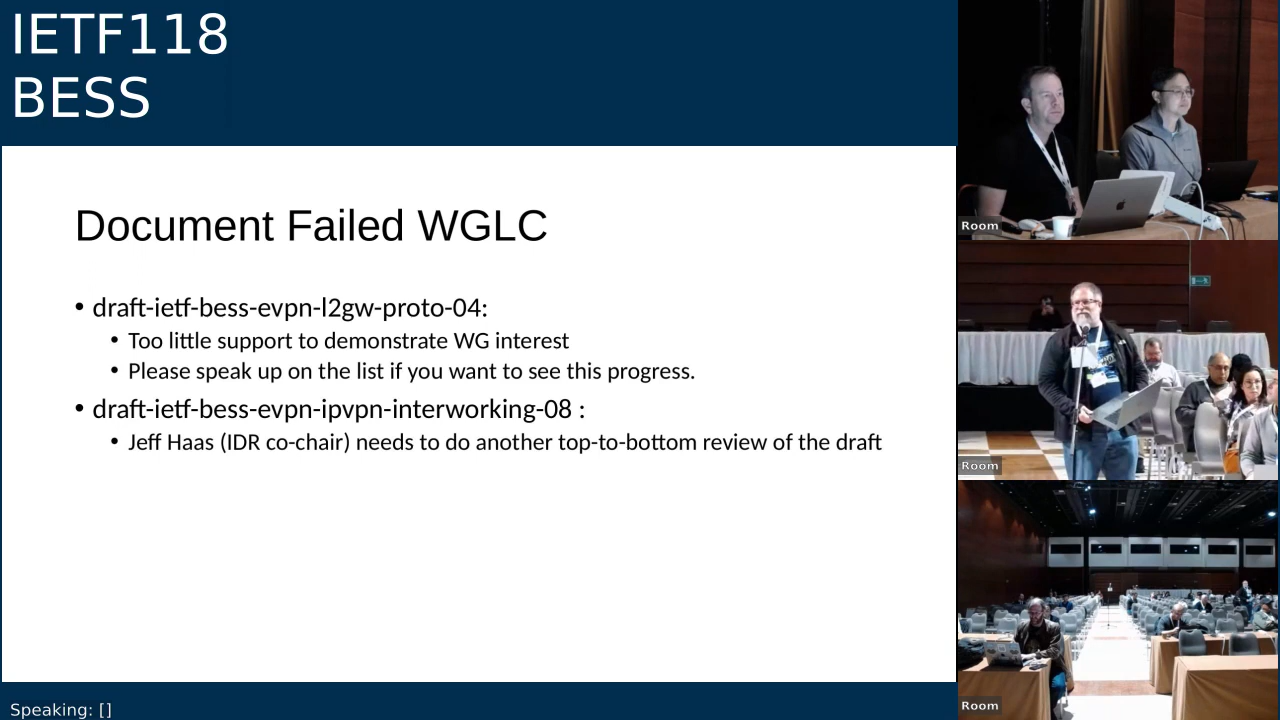 IETF118
BESS
Document Failed WGLC
• draft-ietf-bess-evpn-l2gw-proto-04:
• Too little support to demonstrate WG interest
• Please speak up on the list if you want to see this progress.
• draft-ietf-bess-evpn-ipvpn-interworking-08 :
• Jeff Haas (IDR co-chair) needs to do another top-to-bottom review of the draft
Speaking: []
Room
Room
Room